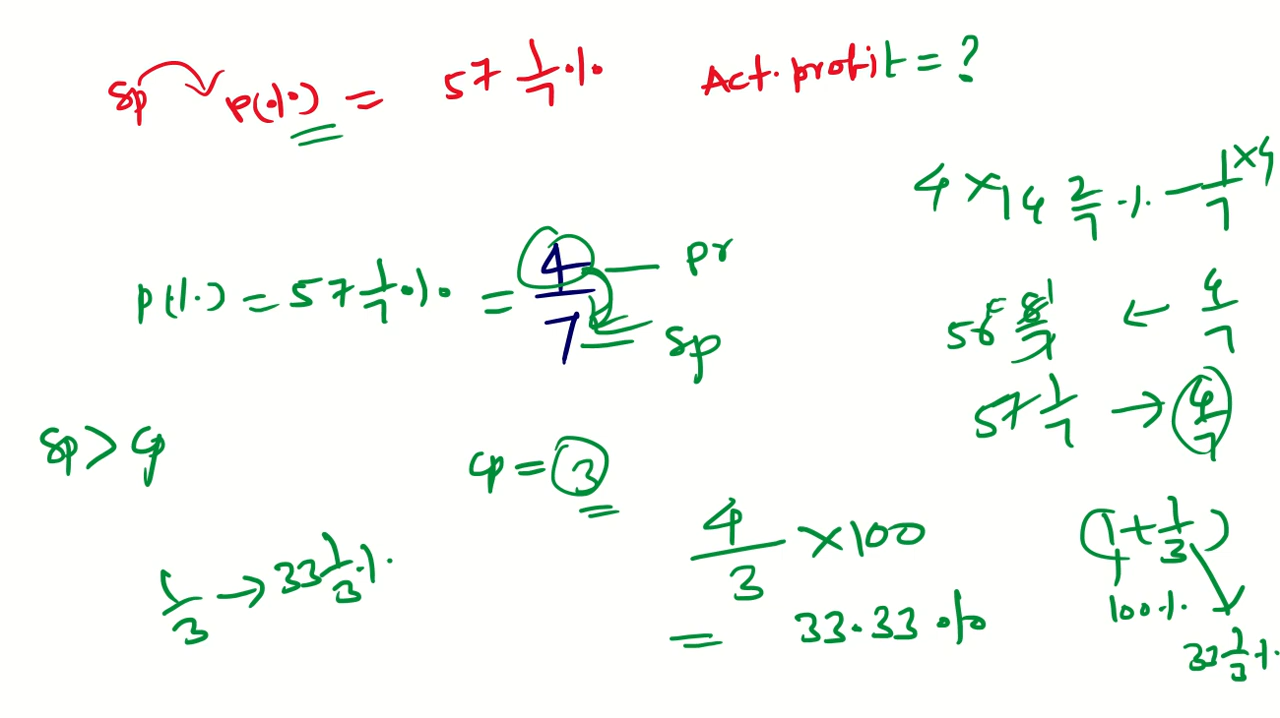 SP P(%) = 57 1/7 % Act. profit = ?
4 × 14 2/7 % — 1/7 × 4
P(%) = 57 1/7 % = 4/7 — pr
SP
56 8/7 ← 4/7
57 1/7 → 4/7
SP > CP
CP = 3
4/3 × 100
(1 + 1/3)
1/3 → 33 1/3 %
100%
= 33.33 %
33 1/3 %